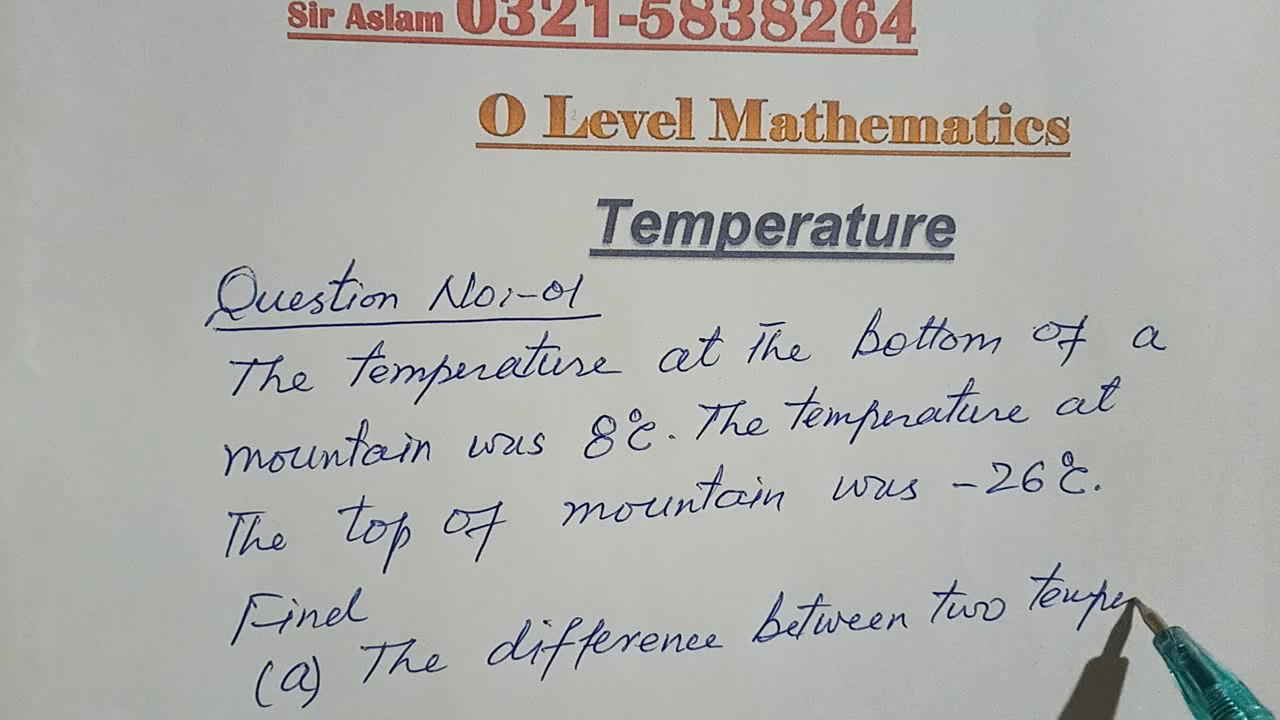 Sir Aslam 0321-5838264
O Level Mathematics
Temperature
Question No:-01
The temperature at The bottom of a
mountain was 8°C. The temperature at
The top of mountain was -26°C.
Find
(a) The difference between two tempe